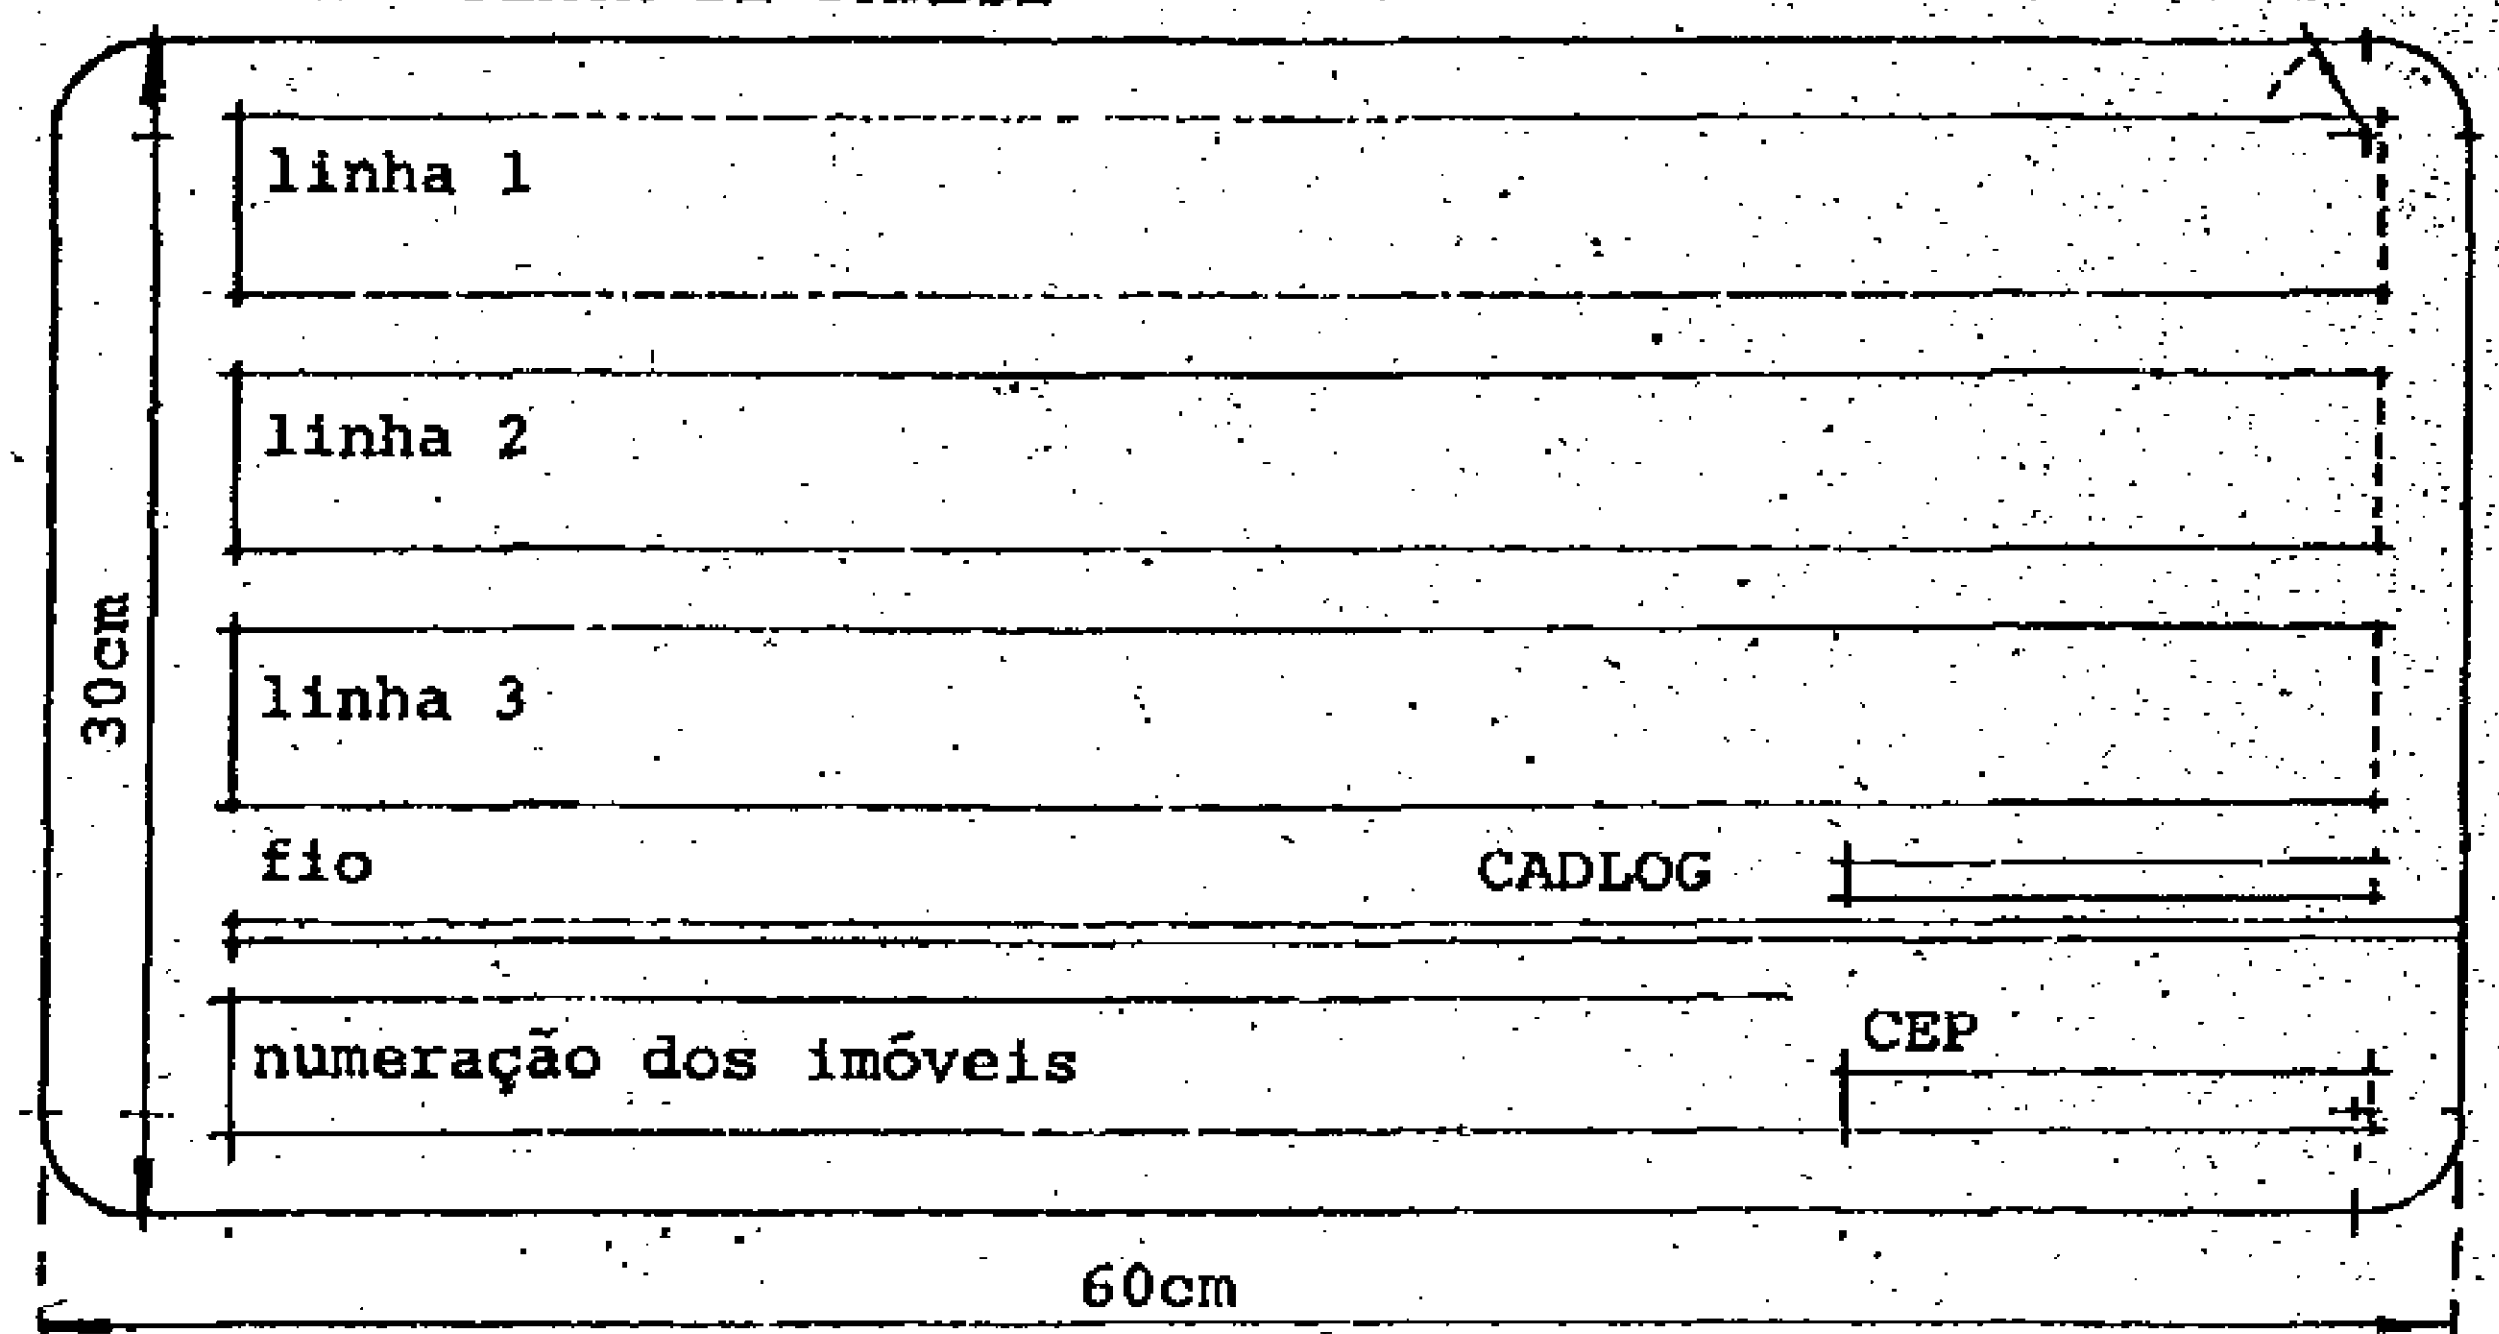 linha 1
linha 2
30cm
linha 3
fio CADLOG
CEP
numeração dos imóveis
60cm